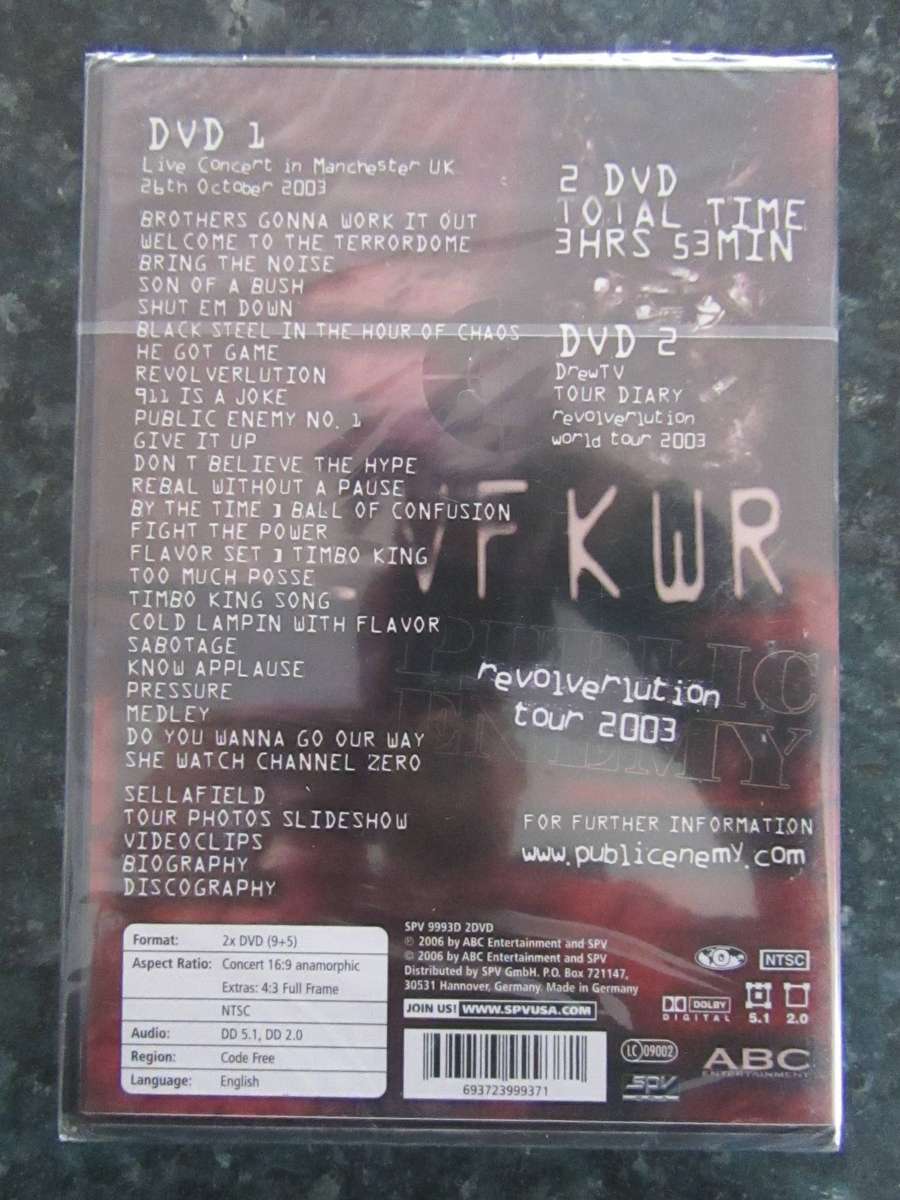 DVD 1
Live Concert in Manchester UK
26th October 2003
BROTHERS GONNA WORK IT OUT
WELCOME TO THE TERRORDOME
BRING THE NOISE
SON OF A BUSH
SHUT EM DOWN
BLACK STEEL IN THE HOUR OF CHAOS
HE GOT GAME
REVOLVERLUTION
911 IS A JOKE
PUBLIC ENEMY NO. 1
GIVE IT UP
DON T BELIEVE THE HYPE
REBAL WITHOUT A PAUSE
BY THE TIME ] BALL OF CONFUSION
FIGHT THE POWER
FLAVOR SET ] TIMBO KING
TOO MUCH POSSE
TIMBO KING SONG
COLD LAMPIN WITH FLAVOR
SABOTAGE
KNOW APPLAUSE
PRESSURE
MEDLEY
DO YOU WANNA GO OUR WAY
SHE WATCH CHANNEL ZERO
SELLAFIELD
TOUR PHOTOS SLIDESHOW
VIDEOCLIPS
BIOGRAPHY
DISCOGRAPHY
2 DVD
TOTAL TIME
3HRS 53MIN
DVD 2
DrewTV
TOUR DIARY
revolverlution
world tour 2003
VF KWR
PUBLIC
ENEMY
revolverlution
tour 2003
FOR FURTHER INFORMATION
www.publicenemy.com
Format: 2x DVD (9+5)
Aspect Ratio: Concert 16:9 anamorphic
Extras: 4:3 Full Frame
NTSC
Audio: DD 5.1, DD 2.0
Region: Code Free
Language: English
SPV 9993D 2DVD
℗ 2006 by ABC Entertainment and SPV
© 2006 by ABC Entertainment and SPV
Distributed by SPV GmbH. P.O. Box 721147,
30531 Hannover, Germany. Made in Germany
JOIN US! WWW.SPVUSA.COM
693723999371
NTSC
DOLBY
DIGITAL 5.1 2.0
LC 09002
SPV
ABC
ENTERTAINMENT